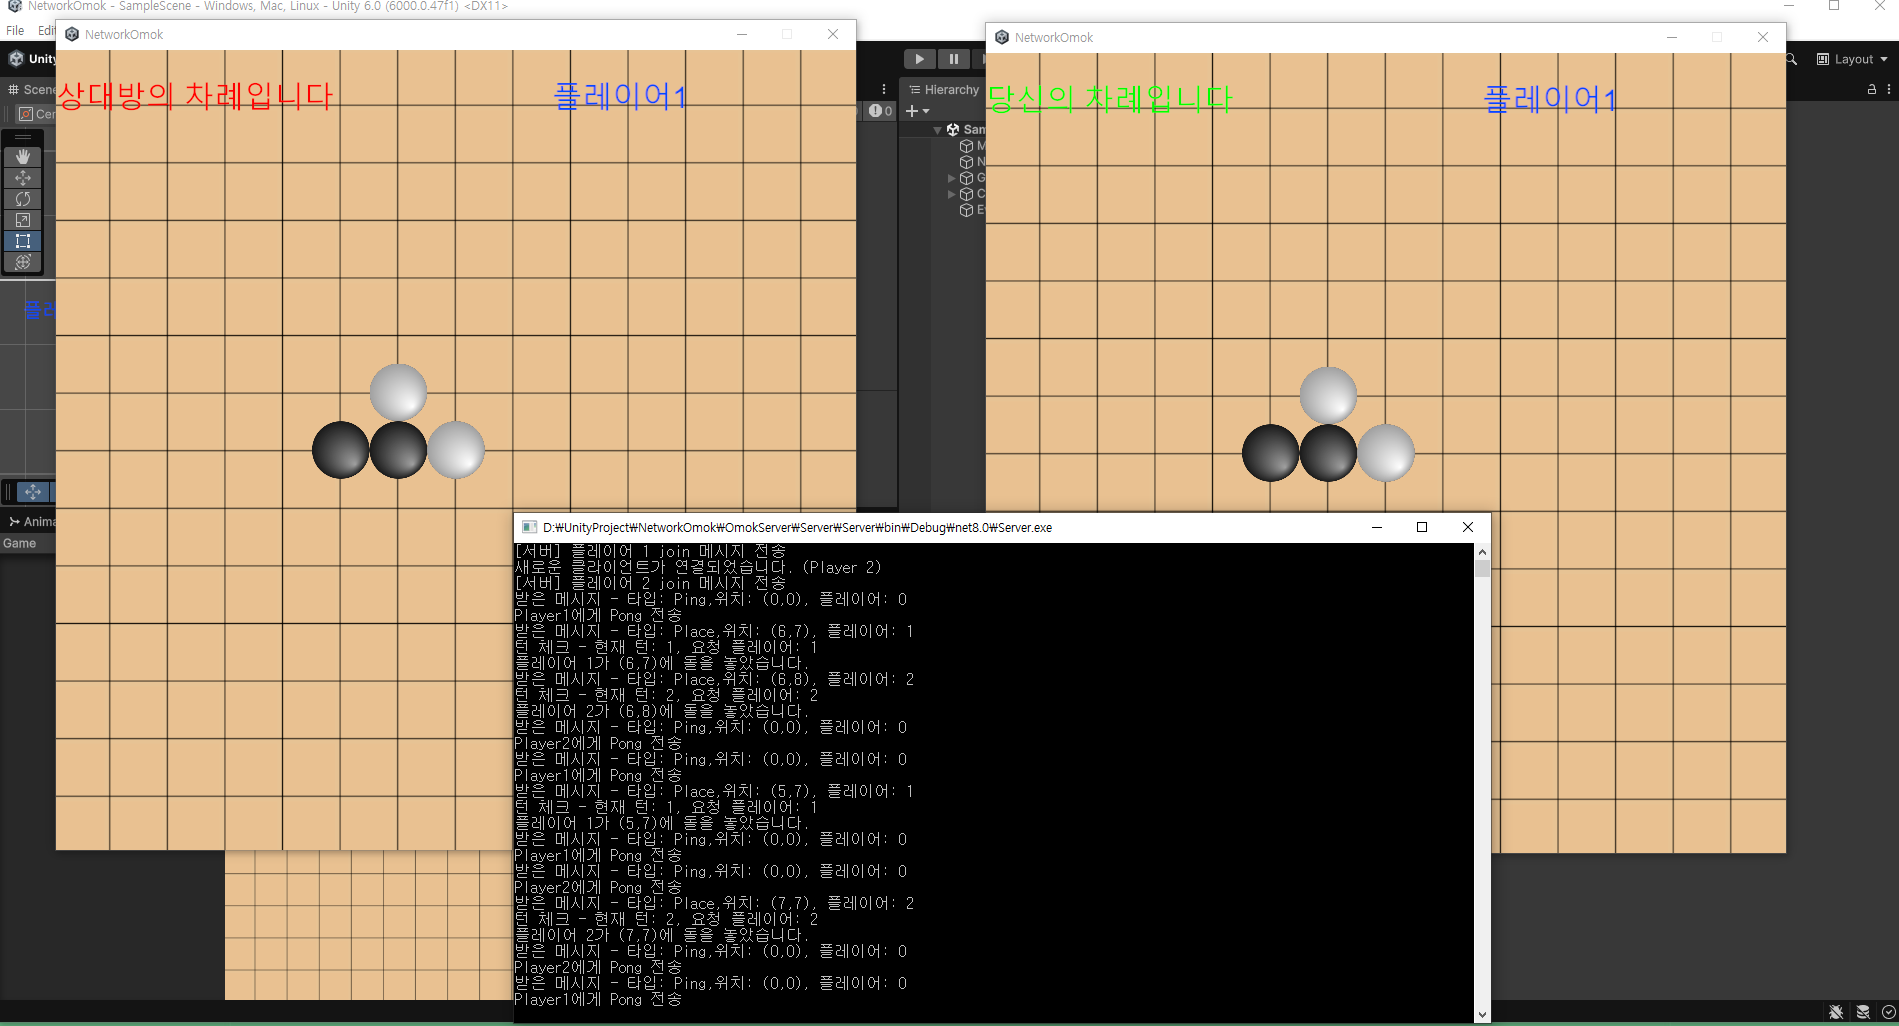 NetworkOmok - SampleScene - Windows, Mac, Linux - Unity 6.0 (6000.0.47f1) <DX11>
File
NetworkOmok
NetworkOmok
Layout
Hierarchy
0
상대방의 차례입니다
플레이어1
당신의 차례입니다
플레이어1
Game
D:₩UnityProject₩NetworkOmok₩OmokServer₩Server₩Server₩bin₩Debug₩net8.0₩Server.exe
[서버] 플레이어 1 join 메시지 전송
새로운 클라이언트가 연결되었습니다. (Player 2)
[서버] 플레이어 2 join 메시지 전송
받은 메시지 - 타입: Ping,위치: (0,0), 플레이어: 0
Player1에게 Pong 전송
받은 메시지 - 타입: Place,위치: (6,7), 플레이어: 1
턴 체크 - 현재 턴: 1, 요청 플레이어: 1
플레이어 1가 (6,7)에 돌을 놓았습니다.
받은 메시지 - 타입: Place,위치: (6,8), 플레이어: 2
턴 체크 - 현재 턴: 2, 요청 플레이어: 2
플레이어 2가 (6,8)에 돌을 놓았습니다.
받은 메시지 - 타입: Ping,위치: (0,0), 플레이어: 0
Player2에게 Pong 전송
받은 메시지 - 타입: Ping,위치: (0,0), 플레이어: 0
Player1에게 Pong 전송
받은 메시지 - 타입: Place,위치: (5,7), 플레이어: 1
턴 체크 - 현재 턴: 1, 요청 플레이어: 1
플레이어 1가 (5,7)에 돌을 놓았습니다.
받은 메시지 - 타입: Ping,위치: (0,0), 플레이어: 0
Player1에게 Pong 전송
받은 메시지 - 타입: Ping,위치: (0,0), 플레이어: 0
Player2에게 Pong 전송
받은 메시지 - 타입: Place,위치: (7,7), 플레이어: 2
턴 체크 - 현재 턴: 2, 요청 플레이어: 2
플레이어 2가 (7,7)에 돌을 놓았습니다.
받은 메시지 - 타입: Ping,위치: (0,0), 플레이어: 0
Player2에게 Pong 전송
받은 메시지 - 타입: Ping,위치: (0,0), 플레이어: 0
Player1에게 Pong 전송